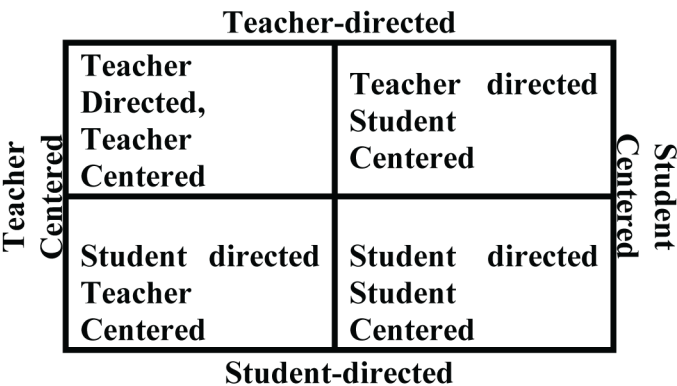 Teacher-directed
Teacher
Directed,
Teacher
Centered
Teacher directed
Student
Centered
Teacher
Centered
Student
Centered
Student directed
Teacher
Centered
Student directed
Student
Centered
Student-directed